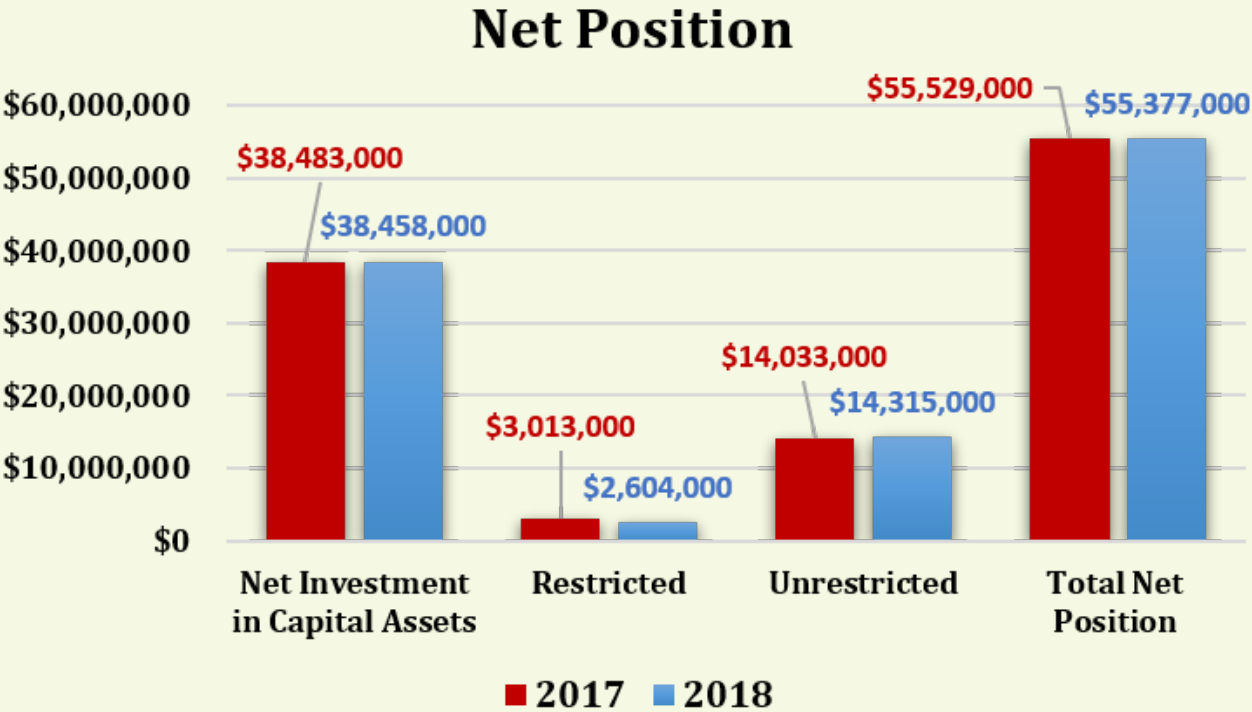 Net Position
$60,000,000
$50,000,000
$40,000,000
$30,000,000
$20,000,000
$10,000,000
$0
$38,483,000
$38,458,000
$3,013,000
$2,604,000
$14,033,000
$14,315,000
$55,529,000
$55,377,000
Net Investment
in Capital Assets
Restricted
Unrestricted
Total Net
Position
2017 2018